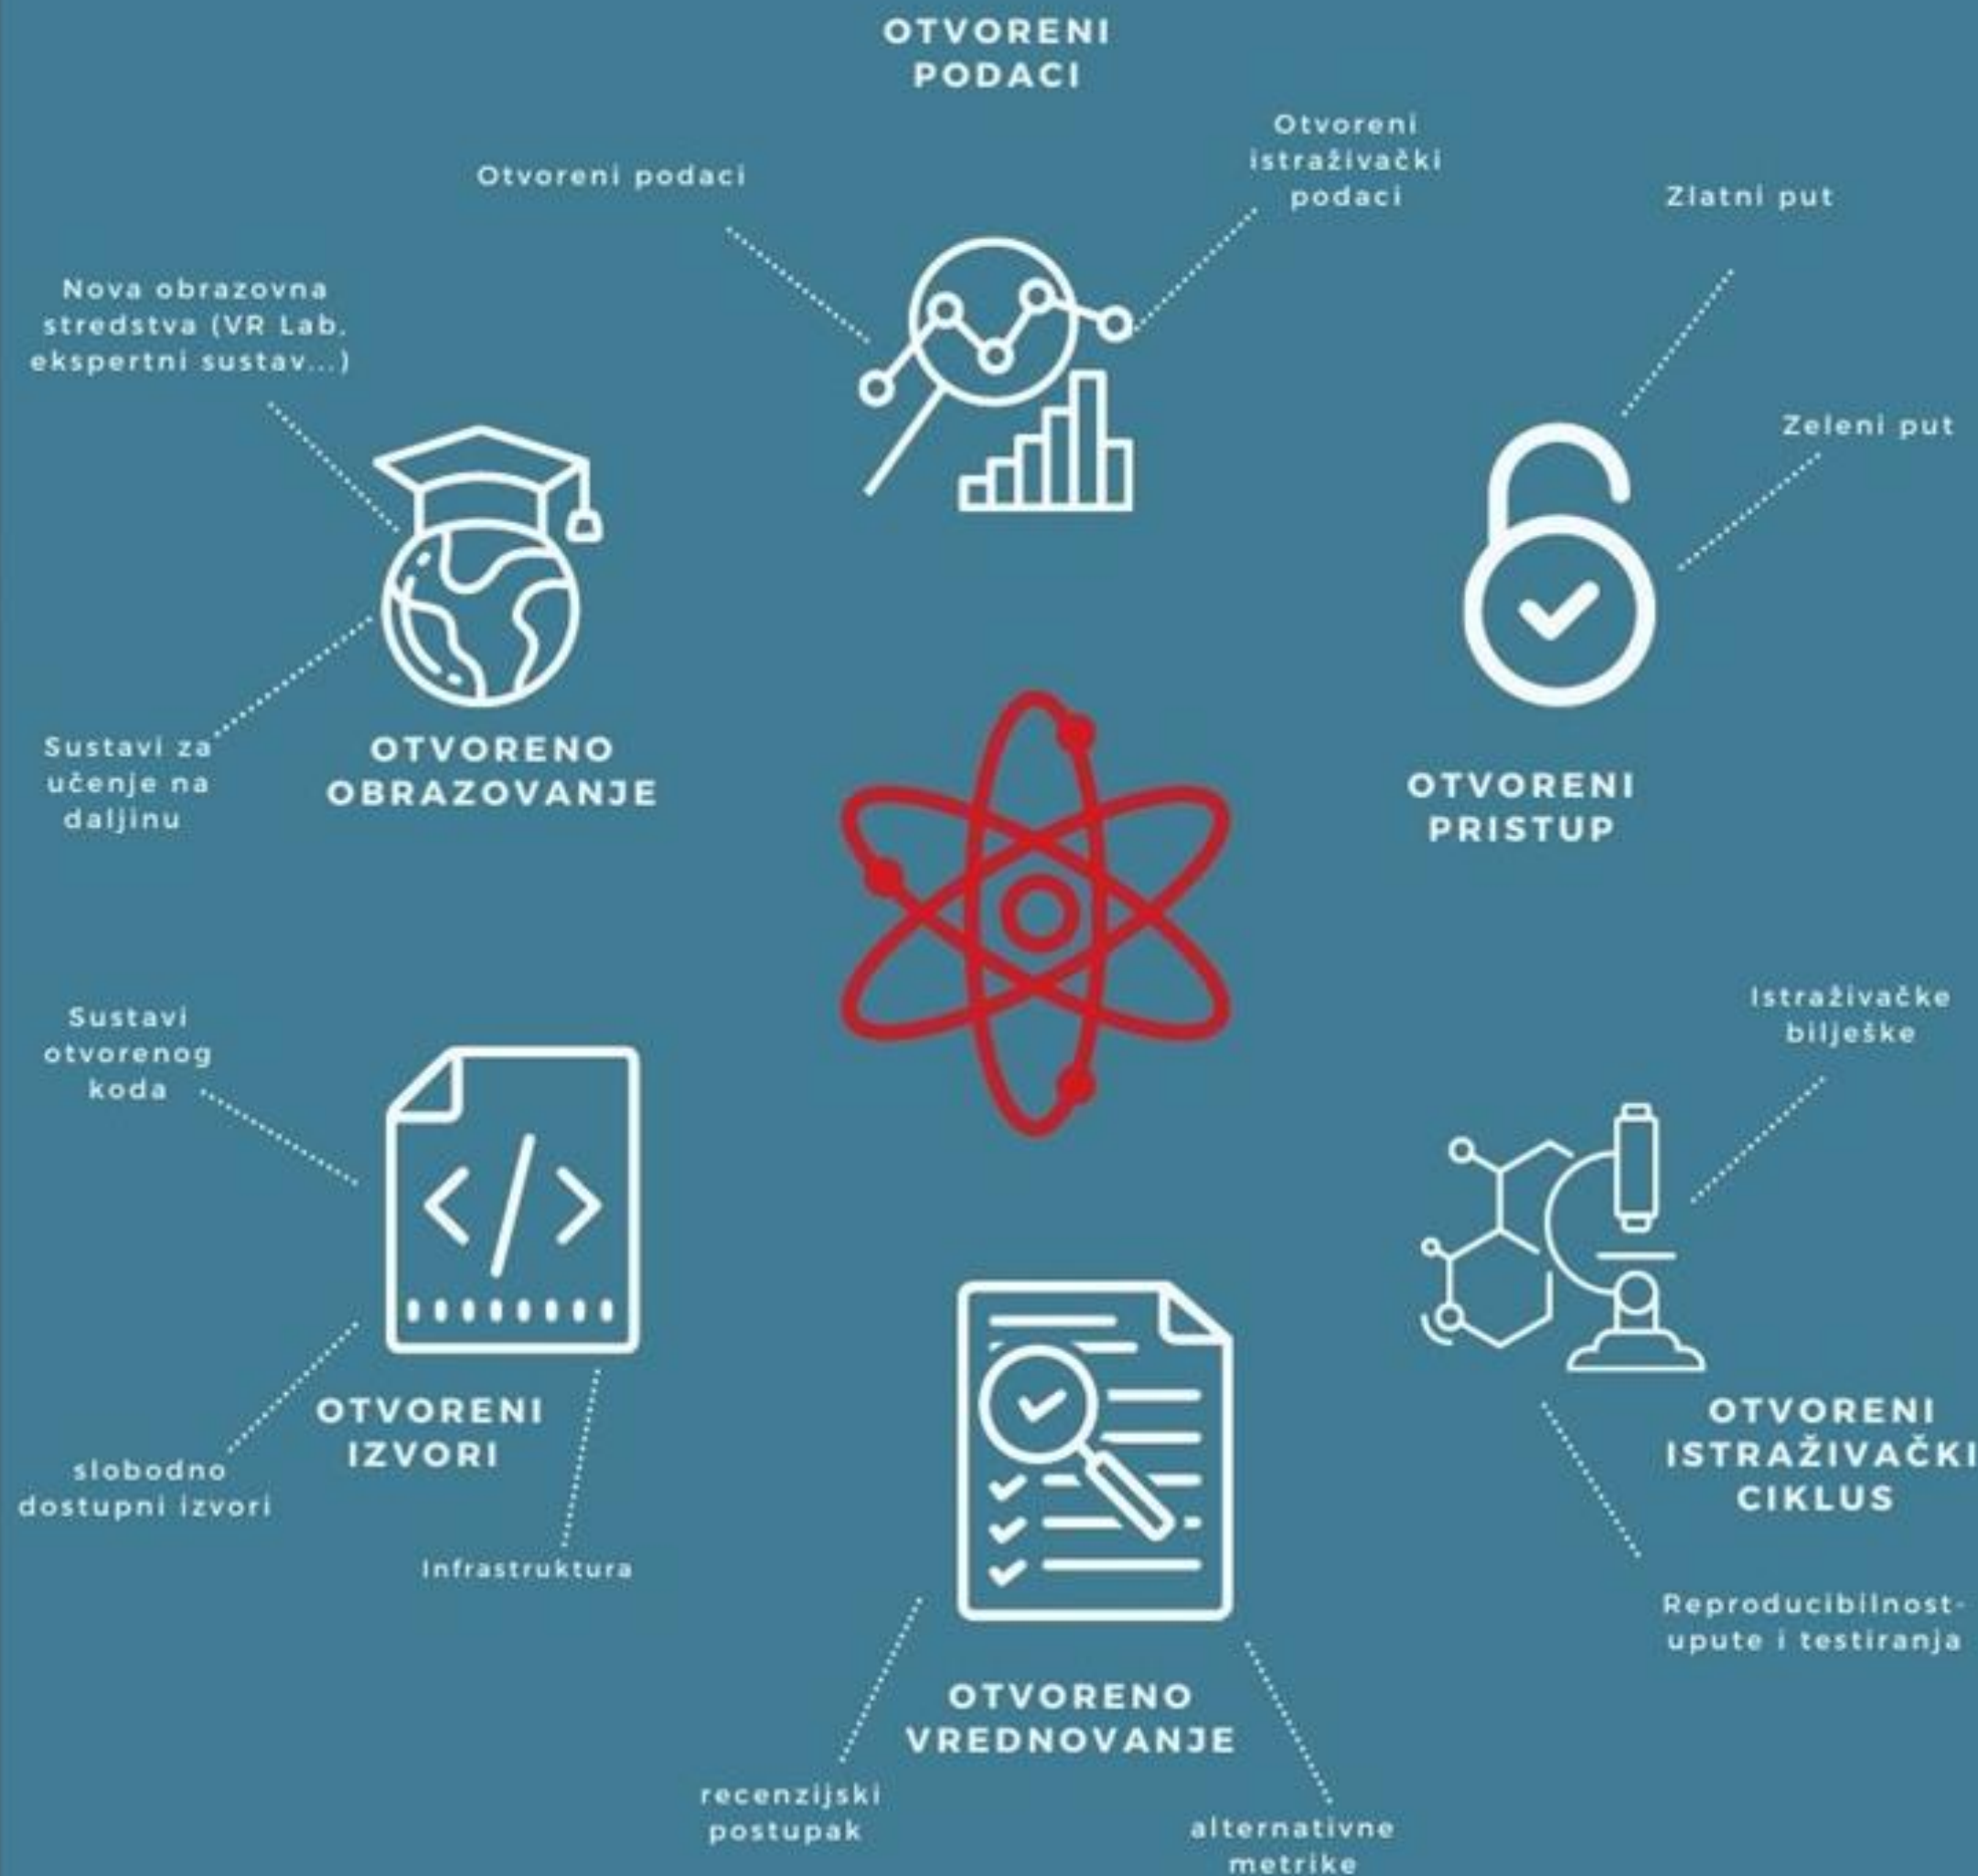 OTVORENI
PODACI
Otvoreni podaci
Otvoreni
istraživački
podaci
Zlatni put
Zeleni put
OTVORENI
PRISTUP
Nova obrazovna
stredstva (VR Lab,
ekspertni sustav...)
Sustavi za
učenje na
daljinu
OTVORENO
OBRAZOVANJE
Sustavi
otvorenog
koda
</>
OTVORENI
IZVORI
slobodno
dostupni izvori
Infrastruktura
Istraživačke
bilješke
OTVORENI
ISTRAŽIVAČKI
CIKLUS
Reproducibilnost-
upute i testiranja
OTVORENO
VREDNOVANJE
recenzijski
postupak
alternativne
metrike